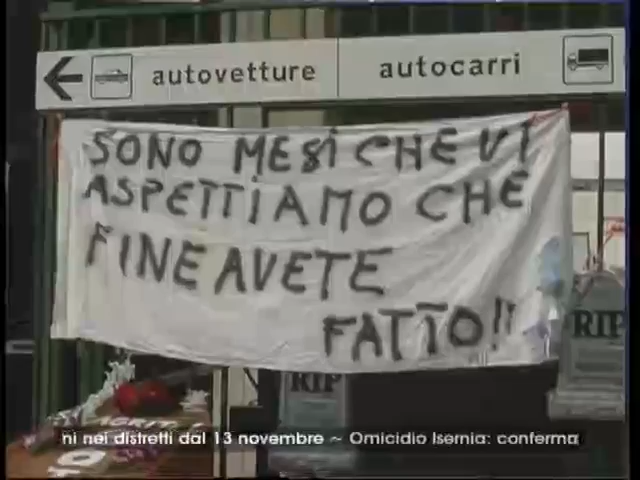 autovetture autocarri
SONO MESI CHE VI
ASPETTIAMO CHE
FINE AVETE
FATTO!!
RIP
RIP
ni nei distretti dal 13 novembre ~ Omicidio Isernia: conferma